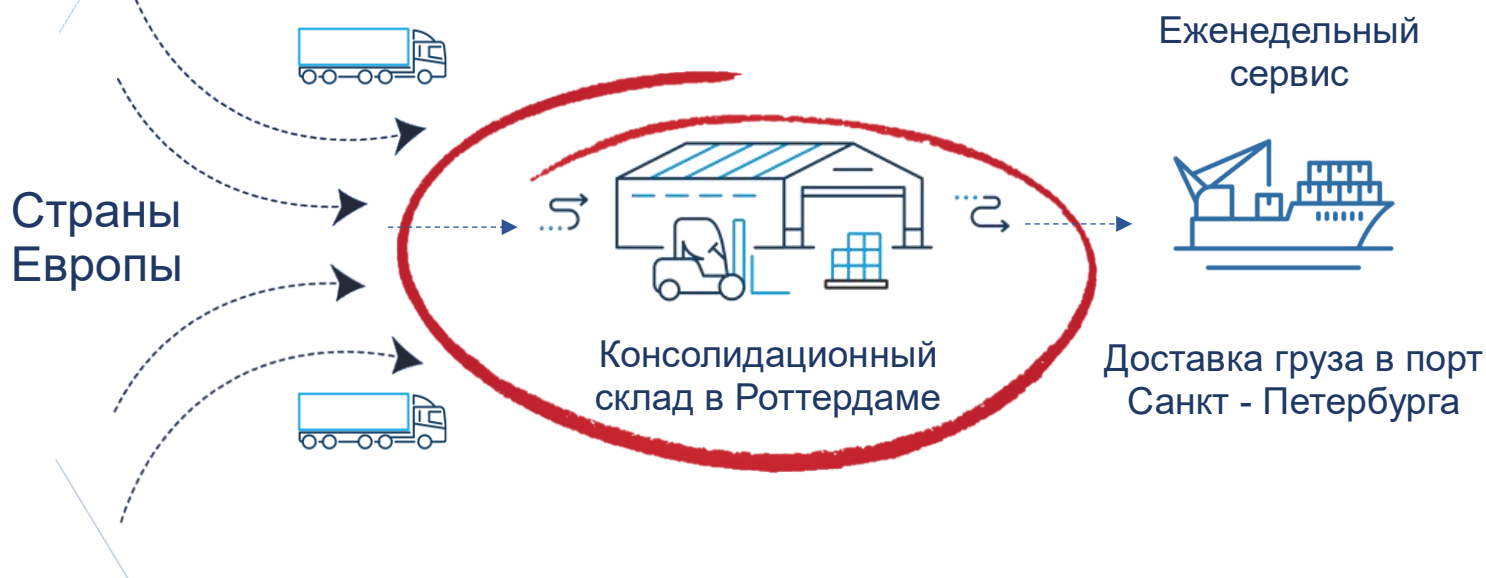 Страны
Европы
Консолидационный
склад в Роттердаме
Еженедельный
сервис
Доставка груза в порт
Санкт - Петербурга